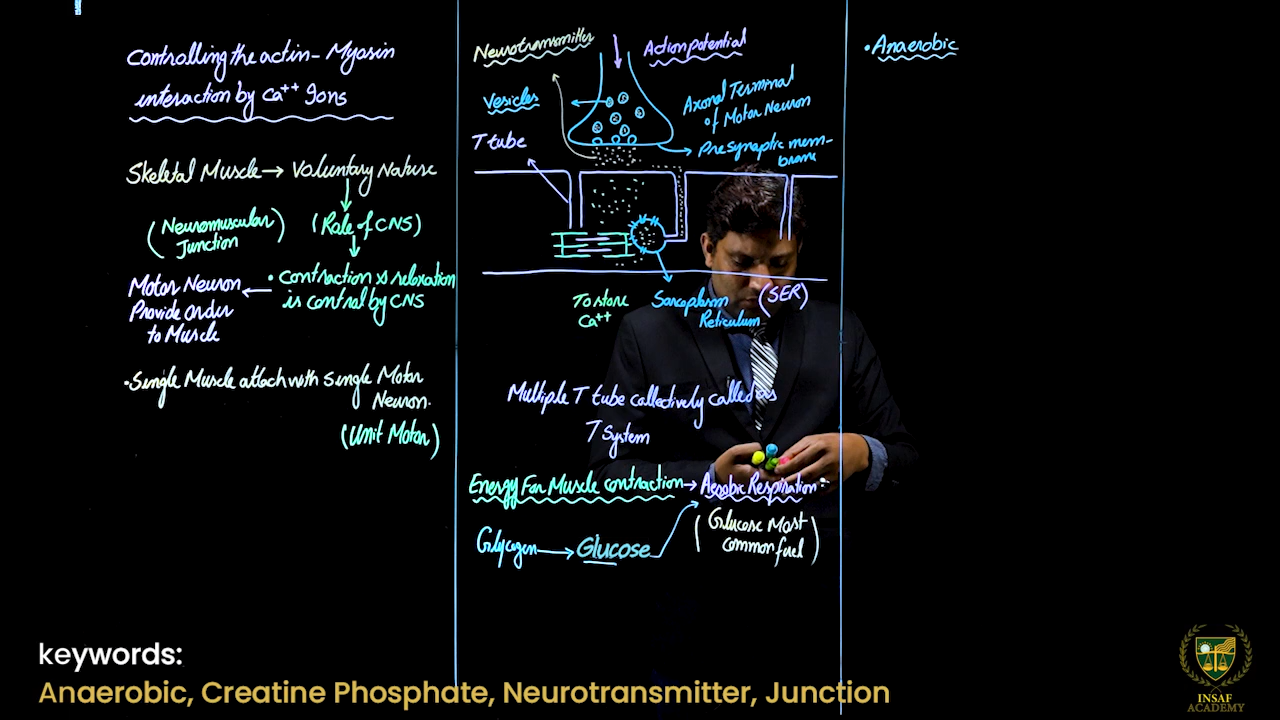 Controlling the actin - Myosin
interaction by Ca++ Ions
Skeletal Muscle → Voluntary Nature
(Neuromuscular
Junction)
(Role of CNS)
• Contraction & relaxation
is control by CNS
Motor Neuron
Provide order
to Muscle
• Single Muscle attach with Single Motor
Neuron.
(Unit Motor)
Neurotransmitter
Action potential
Vesicles
Axonal Terminal
of Motor Neuron
T tube
Presynaptic mem-
brane
To store
Ca++
Sarcoplasm
Reticulum
(SER)
Multiple T tube collectively called as
T System
Energy For Muscle contraction → Aerobic Respiration
Glycogen → Glucose
(Glucose Most
common fuel)
• Anaerobic
keywords:
Anaerobic, Creatine Phosphate, Neurotransmitter, Junction
INSAF
ACADEMY